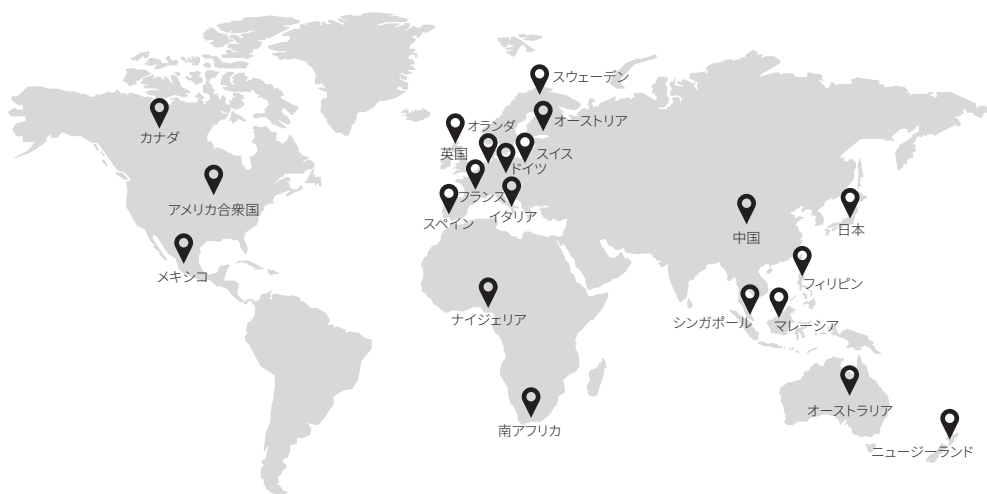 スウェーデン
オーストリア
オランダ
カナダ
英国
スイス
ドイツ
フランス
アメリカ合衆国
イタリア
スペイン
日本
中国
メキシコ
フィリピン
ナイジェリア
シンガポール
マレーシア
オーストラリア
南アフリカ
ニュージーランド